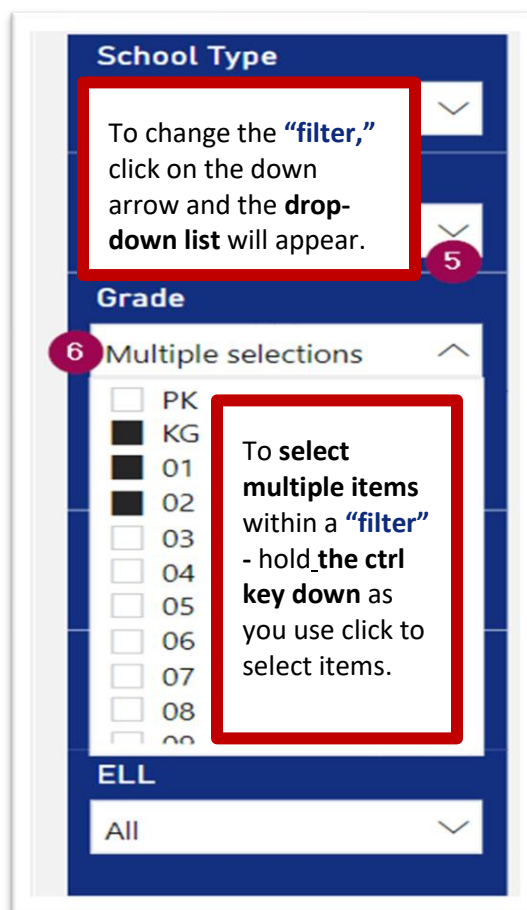 School Type
To change the “filter,”
click on the down
arrow and the drop-
down list will appear.
5
Grade
6
Multiple selections
PK
KG
01
02
03
04
05
06
07
08
09
To select
multiple items
within a “filter”
- hold the ctrl
key down as
you use click to
select items.
ELL
All